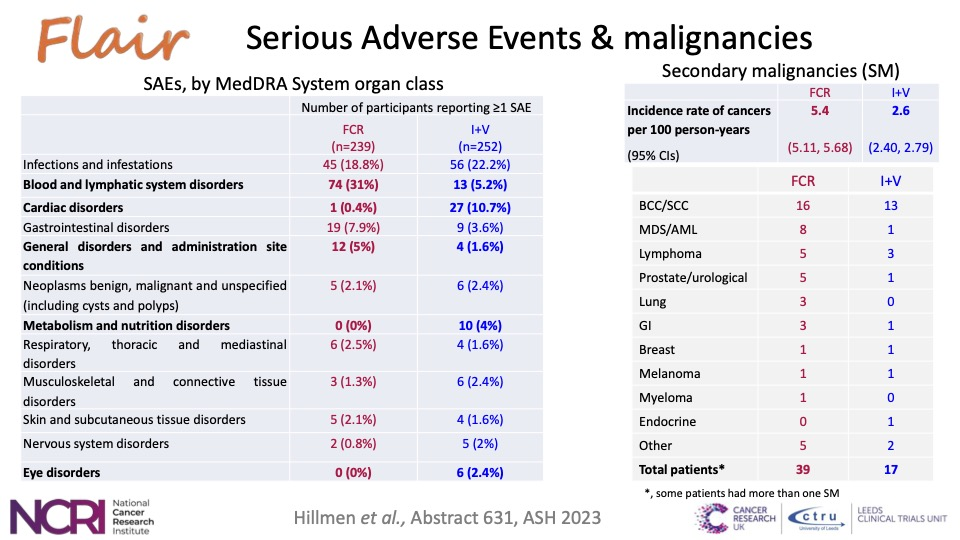 Flair
Serious Adverse Events & malignancies
SAEs, by MedDRA System organ class
Number of participants reporting ≥1 SAE
FCR I+V
(n=239) (n=252)
Infections and infestations 45 (18.8%) 56 (22.2%)
Blood and lymphatic system disorders 74 (31%) 13 (5.2%)
Cardiac disorders 1 (0.4%) 27 (10.7%)
Gastrointestinal disorders 19 (7.9%) 9 (3.6%)
General disorders and administration site 12 (5%) 4 (1.6%)
conditions
Neoplasms benign, malignant and unspecified 5 (2.1%) 6 (2.4%)
(including cysts and polyps)
Metabolism and nutrition disorders 0 (0%) 10 (4%)
Respiratory, thoracic and mediastinal 6 (2.5%) 4 (1.6%)
disorders
Musculoskeletal and connective tissue 3 (1.3%) 6 (2.4%)
disorders
Skin and subcutaneous tissue disorders 5 (2.1%) 4 (1.6%)
Nervous system disorders 2 (0.8%) 5 (2%)
Eye disorders 0 (0%) 6 (2.4%)
Secondary malignancies (SM)
FCR I+V
Incidence rate of cancers 5.4 2.6
per 100 person-years
(95% CIs) (5.11, 5.68) (2.40, 2.79)
FCR I+V
BCC/SCC 16 13
MDS/AML 8 1
Lymphoma 5 3
Prostate/urological 5 1
Lung 3 0
GI 3 1
Breast 1 1
Melanoma 1 1
Myeloma 1 0
Endocrine 0 1
Other 5 2
Total patients* 39 17
*, some patients had more than one SM
NCRI
National
Cancer
Research
Institute
Hillmen et al., Abstract 631, ASH 2023
CANCER
RESEARCH
UK
ctru
University of Leeds
LEEDS
CLINICAL TRIALS UNIT